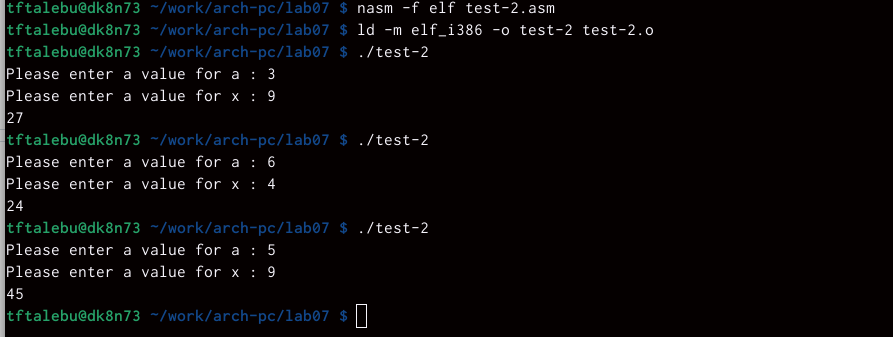 tftalebu@dk8n73 ~/work/arch-pc/lab07 $ nasm -f elf test-2.asm
tftalebu@dk8n73 ~/work/arch-pc/lab07 $ ld -m elf_i386 -o test-2 test-2.o
tftalebu@dk8n73 ~/work/arch-pc/lab07 $ ./test-2
Please enter a value for a : 3
Please enter a value for x : 9
27
tftalebu@dk8n73 ~/work/arch-pc/lab07 $ ./test-2
Please enter a value for a : 6
Please enter a value for x : 4
24
tftalebu@dk8n73 ~/work/arch-pc/lab07 $ ./test-2
Please enter a value for a : 5
Please enter a value for x : 9
45
tftalebu@dk8n73 ~/work/arch-pc/lab07 $